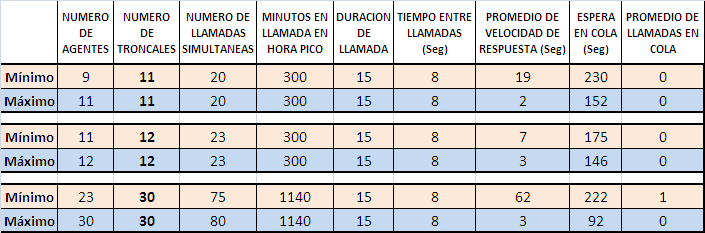 NUMERO DE AGENTES | NUMERO DE TRONCALES | NUMERO DE LLAMADAS SIMULTANEAS | MINUTOS EN LLAMADA EN HORA PICO | DURACION DE LLAMADA | TIEMPO ENTRE LLAMADAS (Seg) | PROMEDIO DE VELOCIDAD DE RESPUESTA (Seg) | ESPERA EN COLA (Seg) | PROMEDIO DE LLAMADAS EN COLA
Mínimo 9 11 20 300 15 8 19 230 0
Máximo 11 11 20 300 15 8 2 152 0
Mínimo 11 12 23 300 15 8 7 175 0
Máximo 12 12 23 300 15 8 3 146 0
Mínimo 23 30 75 1140 15 8 62 222 1
Máximo 30 30 80 1140 15 8 3 92 0